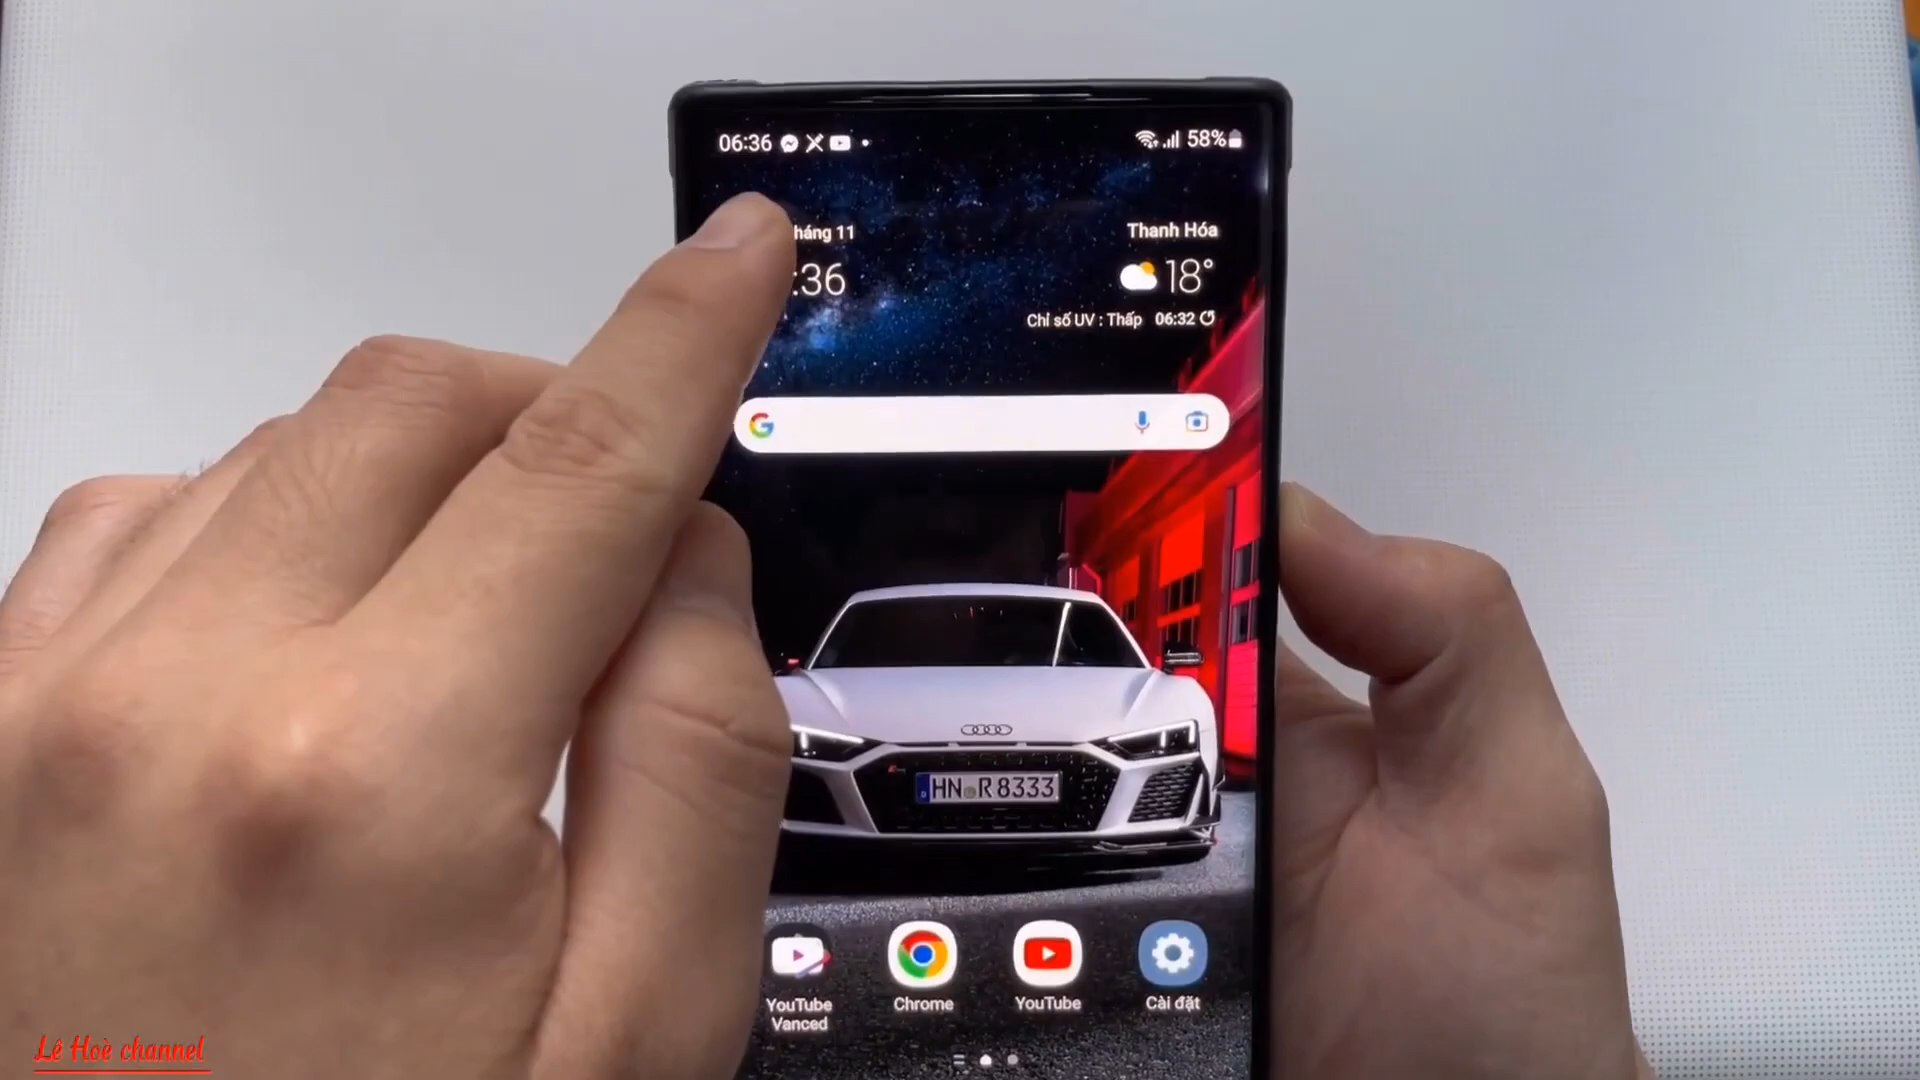 06:36
58%
háng 11
:36
Thanh Hóa
18°
Chỉ số UV : Thấp 06:32
HN R 8333
YouTube Vanced
Chrome
YouTube
Cài đặt
Lê Hoè channel